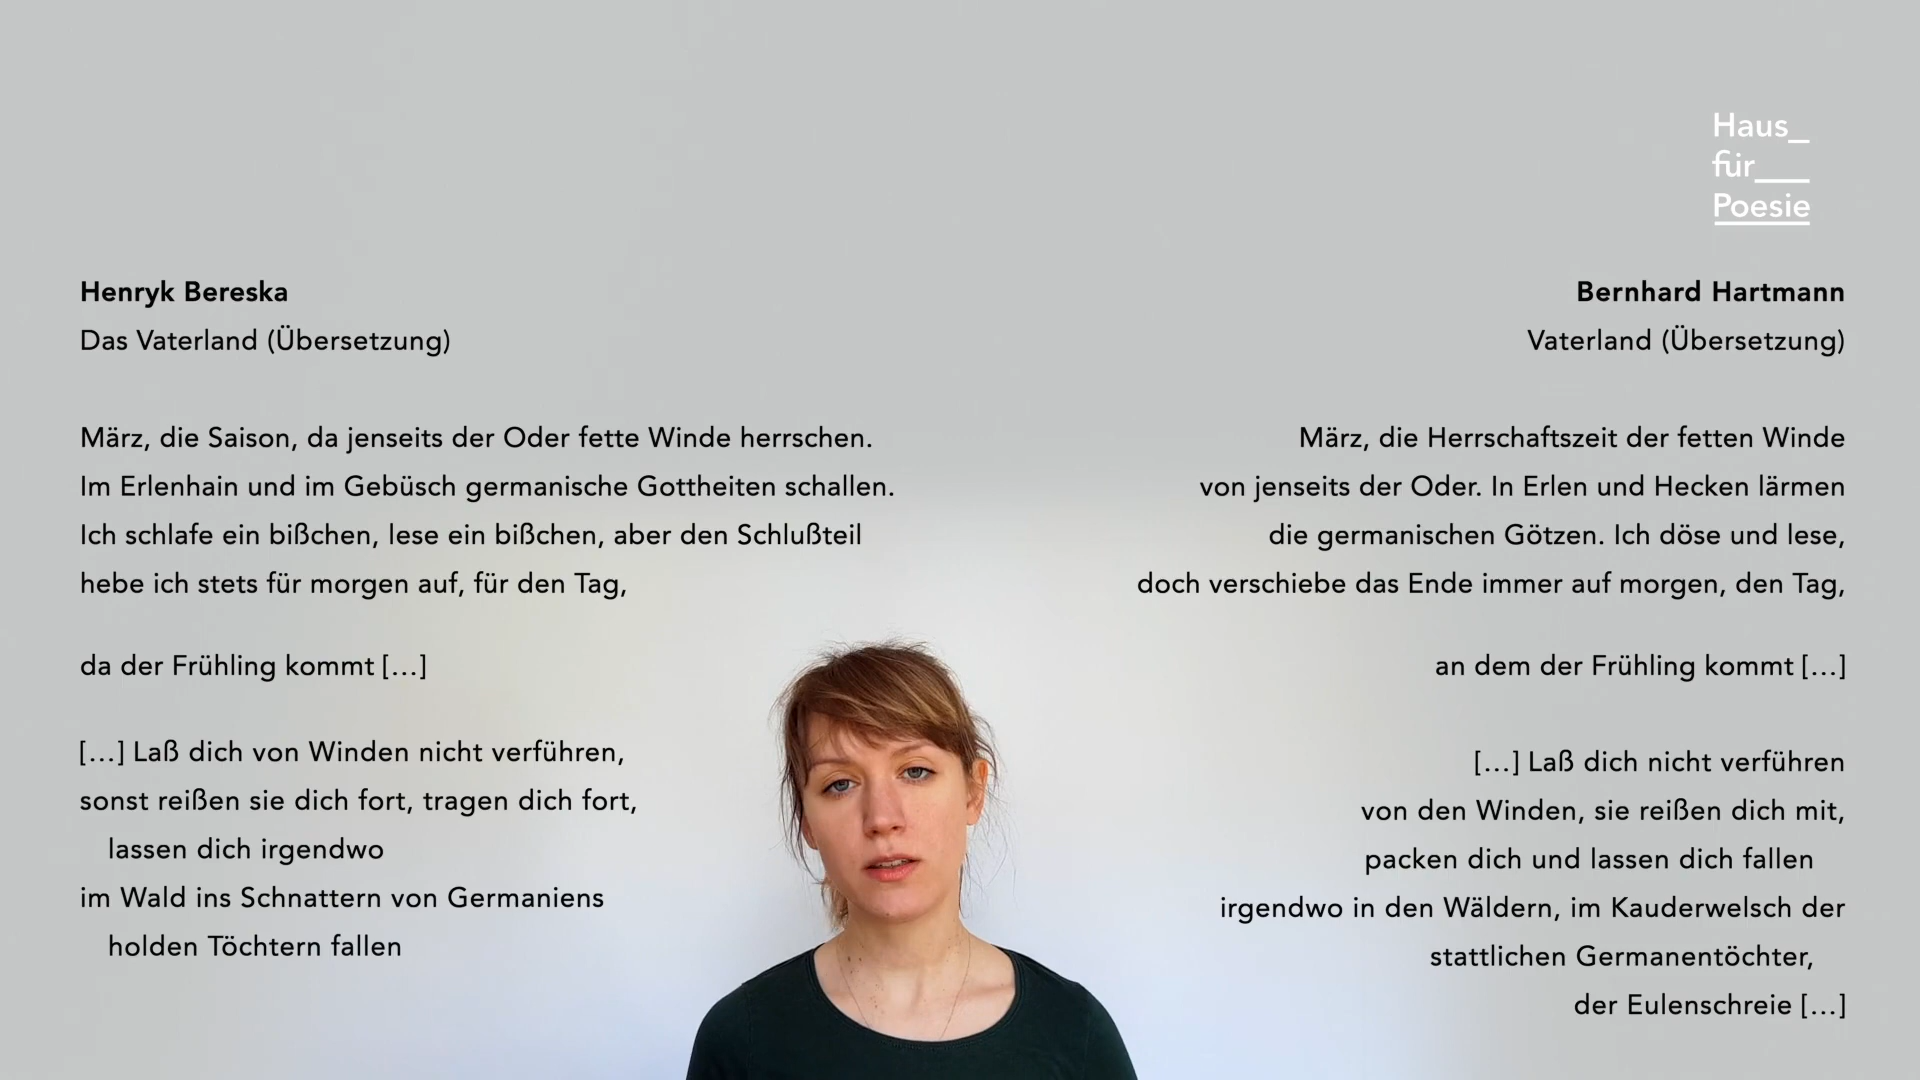 Haus_
für__
Poesie
Henryk Bereska
Das Vaterland (Übersetzung)
März, die Saison, da jenseits der Oder fette Winde herrschen.
Im Erlenhain und im Gebüsch germanische Gottheiten schallen.
Ich schlafe ein bißchen, lese ein bißchen, aber den Schlußteil
hebe ich stets für morgen auf, für den Tag,
da der Frühling kommt […]
[…] Laß dich von Winden nicht verführen,
sonst reißen sie dich fort, tragen dich fort,
lassen dich irgendwo
im Wald ins Schnattern von Germaniens
holden Töchtern fallen
Bernhard Hartmann
Vaterland (Übersetzung)
März, die Herrschaftszeit der fetten Winde
von jenseits der Oder. In Erlen und Hecken lärmen
die germanischen Götzen. Ich döse und lese,
doch verschiebe das Ende immer auf morgen, den Tag,
an dem der Frühling kommt […]
[…] Laß dich nicht verführen
von den Winden, sie reißen dich mit,
packen dich und lassen dich fallen
irgendwo in den Wäldern, im Kauderwelsch der
stattlichen Germanentöchter,
der Eulenschreie […]